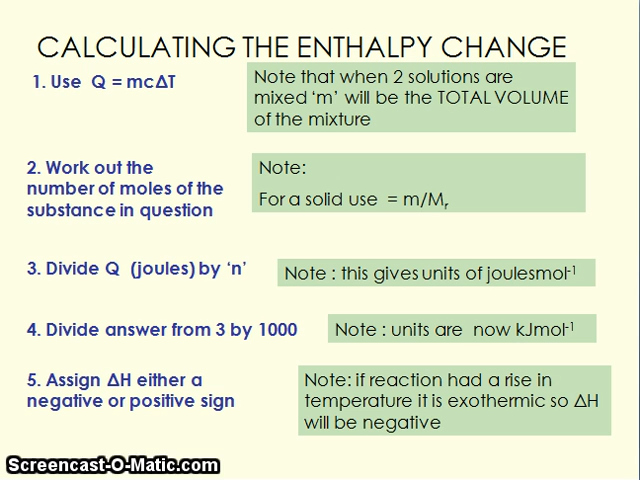 CALCULATING THE ENTHALPY CHANGE
1. Use Q = mcΔT
Note that when 2 solutions are
mixed ‘m’ will be the TOTAL VOLUME
of the mixture
2. Work out the
number of moles of the
substance in question
Note:
For a solid use = m/Mr
3. Divide Q (joules) by ‘n’
Note : this gives units of joulesmol-1
4. Divide answer from 3 by 1000
Note : units are now kJmol-1
5. Assign ΔH either a
negative or positive sign
Note: if reaction had a rise in
temperature it is exothermic so ΔH
will be negative
Screencast-O-Matic.com